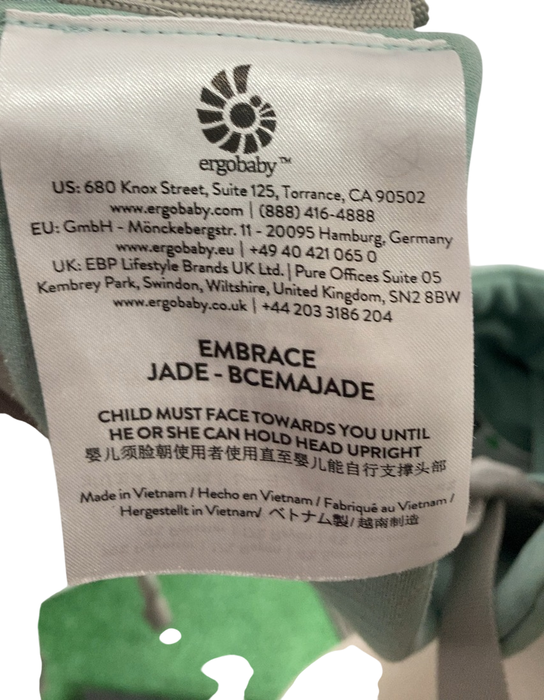 ergobaby™
US: 680 Knox Street, Suite 125, Torrance, CA 90502
www.ergobaby.com | (888) 416-4888
EU: GmbH - Mönckebergstr. 11 - 20095 Hamburg, Germany
www.ergobaby.eu | +49 40 421 065 0
UK: EBP Lifestyle Brands UK Ltd. | Pure Offices Suite 05
Kembrey Park, Swindon, Wiltshire, United Kingdom, SN2 8BW
www.ergobaby.co.uk | +44 203 3186 204
EMBRACE
JADE - BCEMAJADE
CHILD MUST FACE TOWARDS YOU UNTIL
HE OR SHE CAN HOLD HEAD UPRIGHT
婴儿须脸朝使用者使用直至婴儿能自行支撑头部
Made in Vietnam / Hecho en Vietnam / Fabriqué au Vietnam /
Hergestellt in Vietnam/ ベトナム製/ 越南制造